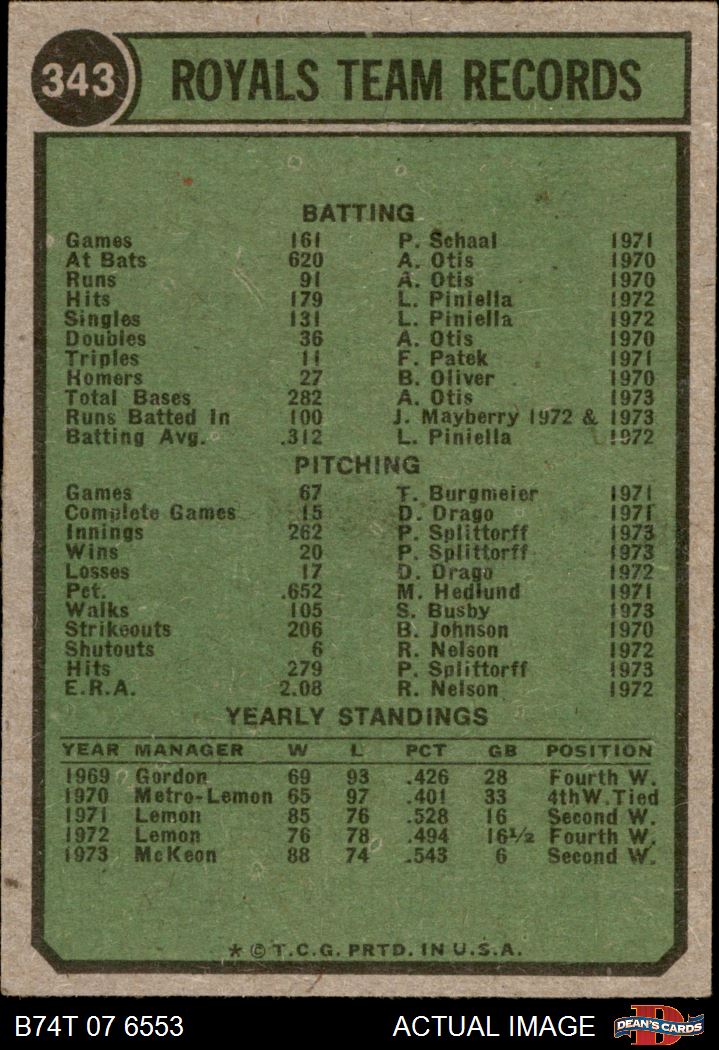 343 ROYALS TEAM RECORDS
BATTING
Games 161 P. Schaal 1971
At Bats 620 A. Otis 1970
Runs 91 A. Otis 1970
Hits 179 L. Piniella 1972
Singles 131 L. Piniella 1972
Doubles 36 A. Otis 1970
Triples 11 F. Patek 1971
Homers 27 B. Oliver 1970
Total Bases 282 A. Otis 1973
Runs Batted In 100 J. Mayberry 1972 & 1973
Batting Avg. .312 L. Piniella 1972
PITCHING
Games 67 T. Burgmeier 1971
Complete Games 15 D. Drago 1971
Innings 262 P. Splittorff 1973
Wins 20 P. Splittorff 1973
Losses 17 D. Drago 1972
Pct. .652 M. Hedlund 1971
Walks 105 S. Busby 1973
Strikeouts 206 B. Johnson 1970
Shutouts 6 R. Nelson 1972
Hits 279 P. Splittorff 1973
E.R.A. 2.08 R. Nelson 1972
YEARLY STANDINGS
YEAR MANAGER W L PCT GB POSITION
1969 Gordon 69 93 .426 28 Fourth W.
1970 Metro-Lemon 65 97 .401 33 4thW.Tied
1971 Lemon 85 76 .528 16 Second W.
1972 Lemon 76 78 .494 16½ Fourth W.
1973 McKeon 88 74 .543 6 Second W.
* © T.C.G. PRTD. IN U.S.A.
B74T 07 6553 ACTUAL IMAGE D DEAN'S CARDS